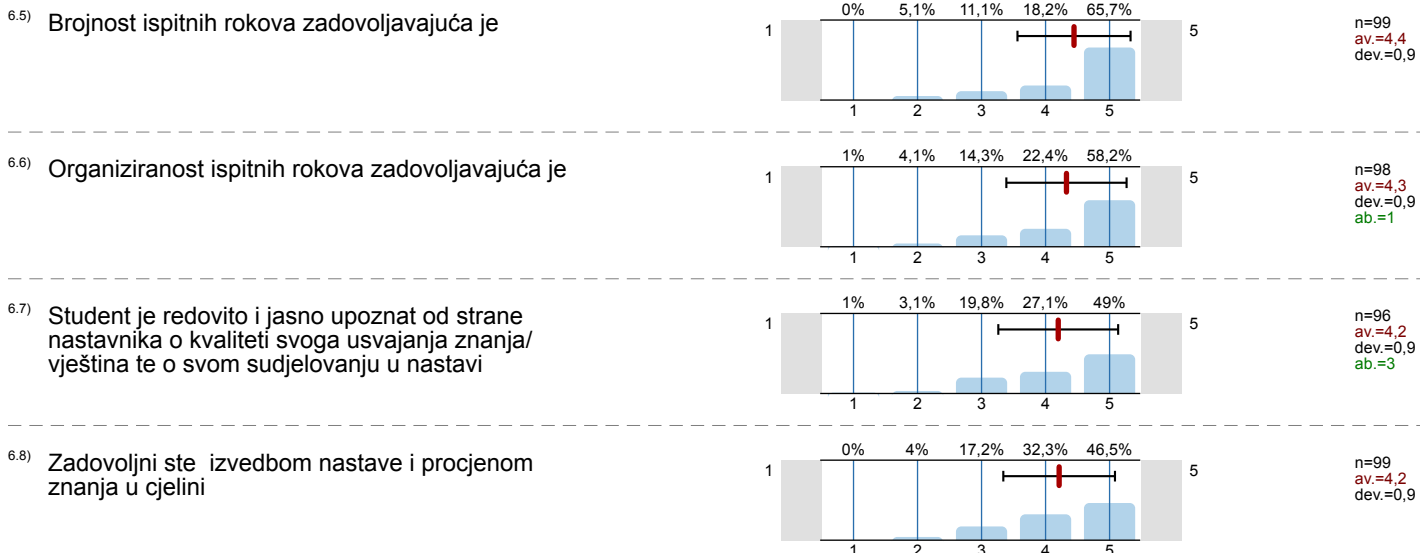 6.5) Brojnost ispitnih rokova zadovoljavajuća je
0% 5,1% 11,1% 18,2% 65,7%
1 5
1 2 3 4 5
n=99
av.=4,4
dev.=0,9
6.6) Organiziranost ispitnih rokova zadovoljavajuća je
1% 4,1% 14,3% 22,4% 58,2%
1 5
1 2 3 4 5
n=98
av.=4,3
dev.=0,9
ab.=1
6.7) Student je redovito i jasno upoznat od strane
nastavnika o kvaliteti svoga usvajanja znanja/
vještina te o svom sudjelovanju u nastavi
1% 3,1% 19,8% 27,1% 49%
1 5
1 2 3 4 5
n=96
av.=4,2
dev.=0,9
ab.=3
6.8) Zadovoljni ste izvedbom nastave i procjenom
znanja u cjelini
0% 4% 17,2% 32,3% 46,5%
1 5
1 2 3 4 5
n=99
av.=4,2
dev.=0,9